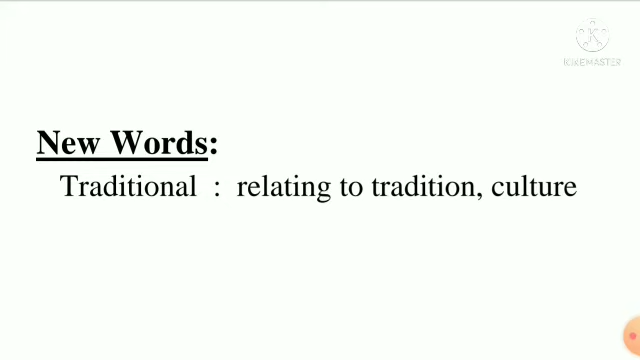 KINEMASTER
New Words:
Traditional : relating to tradition, culture